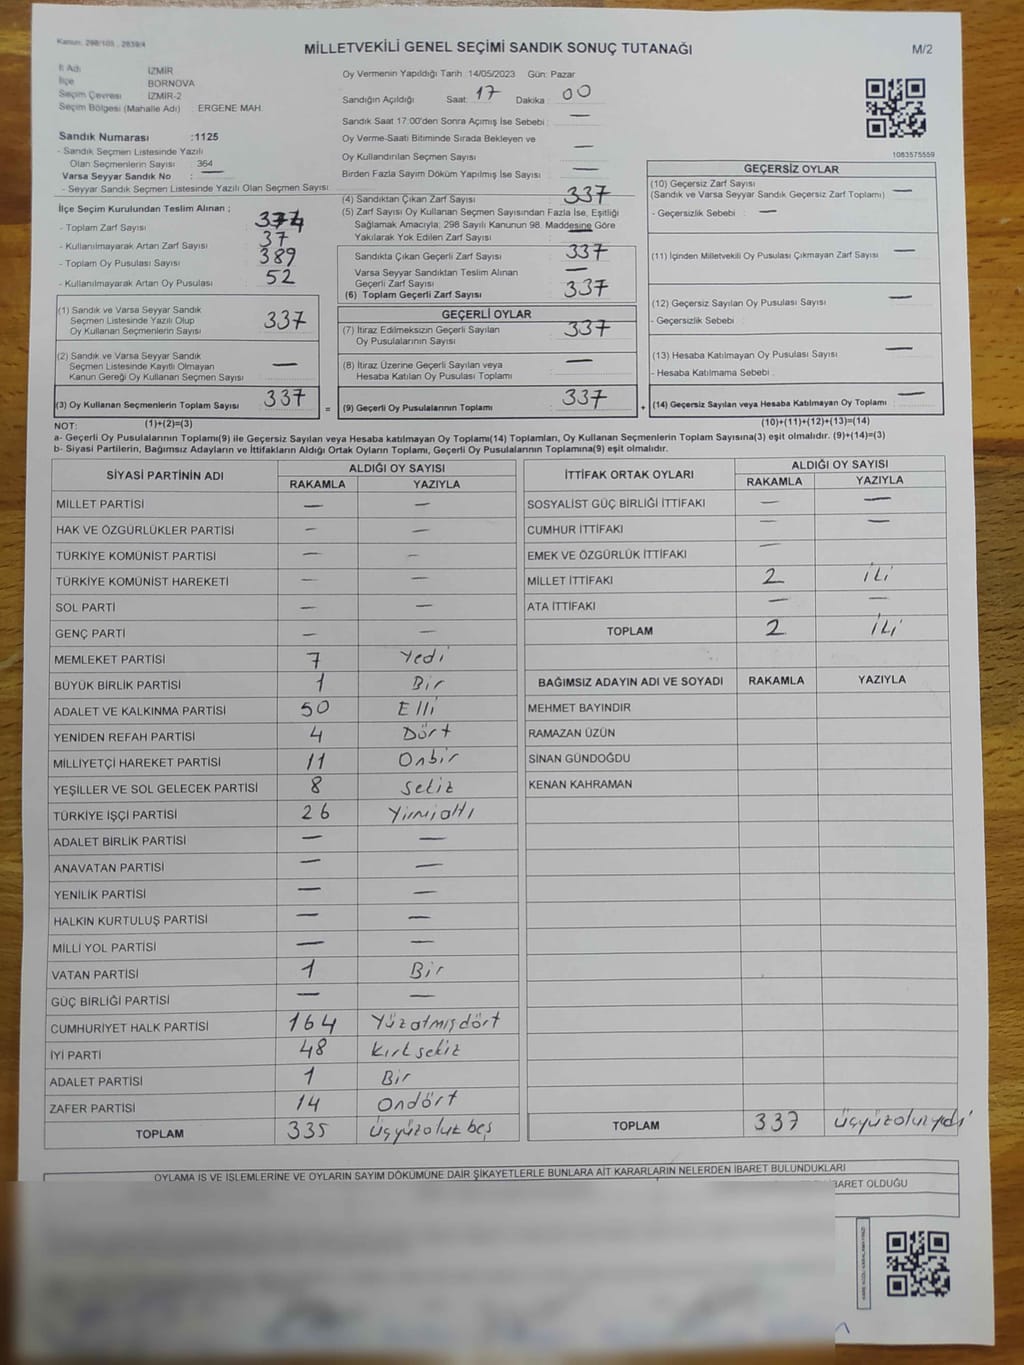 Kanun: 298/105 , 2839/4
MİLLETVEKİLİ GENEL SEÇİMİ SANDIK SONUÇ TUTANAĞI
M/2
İl Adı İZMİR
İlçe BORNOVA
Seçim Çevresi İZMİR-2
Seçim Bölgesi (Mahalle Adı) : ERGENE MAH.
Oy Vermenin Yapıldığı Tarih :14/05/2023 Gün: Pazar
Sandığın Açıldığı Saat: 17 Dakika : 00
Sandık Saat 17:00'den Sonra Açımış İse Sebebi : —
Oy Verme-Saati Bitiminde Sırada Bekleyen ve
Oy Kullandırılan Seçmen Sayısı —
Birden Fazla Sayım Döküm Yapılmış İse Sayısı —
1083575559
Sandık Numarası :1125
- Sandık Seçmen Listesinde Yazılı
Olan Seçmenlerin Sayısı 364
Varsa Seyyar Sandık No : —
- Seyyar Sandık Seçmen Listesinde Yazılı Olan Seçmen Sayısı
İlçe Seçim Kurulundan Teslim Alınan ;
- Toplam Zarf Sayısı : 374
- Kullanılmayarak Artan Zarf Sayısı : 37
- Toplam Oy Pusulası Sayısı : 389
- Kullanılmayarak Artan Oy Pusulası : 52
(1) Sandık ve Varsa Seyyar Sandık
Seçmen Listesinde Yazılı Olup
Oy Kullanan Seçmenlerin Sayısı 337
(2) Sandık ve Varsa Seyyar Sandık
Seçmen Listesinde Kayıtlı Olmayan
Kanun Gereği Oy Kullanan Seçmen Sayısı —
(3) Oy Kullanan Seçmenlerin Toplam Sayısı 337
(1)+(2)=(3)
(4) Sandıktan Çıkan Zarf Sayısı : 337
(5) Zarf Sayısı Oy Kullanan Seçmen Sayısından Fazla İse, Eşitliği
Sağlamak Amacıyla; 298 Sayılı Kanunun 98. Maddesine Göre
Yakılarak Yok Edilen Zarf Sayısı : —
Sandıkta Çıkan Geçerli Zarf Sayısı : 337
Varsa Seyyar Sandıktan Teslim Alınan
Geçerli Zarf Sayısı : —
(6) Toplam Geçerli Zarf Sayısı : 337
GEÇERLİ OYLAR
(7) İtiraz Edilmeksizin Geçerli Sayılan
Oy Pusulalarının Sayısı : 337
(8) İtiraz Üzerine Geçerli Sayılan veya
Hesaba Katılan Oy Pusulası Toplamı : —
= (9) Geçerli Oy Pusulalarının Toplamı : 337
GEÇERSİZ OYLAR
(10) Geçersiz Zarf Sayısı
(Sandık ve Varsa Seyyar Sandık Geçersiz Zarf Toplamı) : —
- Geçersizlik Sebebi : —
(11) İçinden Milletvekili Oy Pusulası Çıkmayan Zarf Sayısı : —
(12) Geçersiz Sayılan Oy Pusulası Sayısı : —
- Geçersizlik Sebebi :
(13) Hesaba Katılmayan Oy Pusulası Sayısı : —
- Hesaba Katılmama Sebebi :
+ (14) Geçersiz Sayılan veya Hesaba Katılmayan Oy Toplamı : —
(10)+(11)+(12)+(13)=(14)
NOT:
a- Geçerli Oy Pusulalarının Toplamı(9) ile Geçersiz Sayılan veya Hesaba katılmayan Oy Toplamı(14) Toplamları, Oy Kullanan Seçmenlerin Toplam Sayısına(3) eşit olmalıdır. (9)+(14)=(3)
b- Siyasi Partilerin, Bağımsız Adayların ve İttifakların Aldığı Ortak Oyların Toplamı, Geçerli Oy Pusulalarının Toplamına(9) eşit olmalıdır.
SİYASİ PARTİNİN ADI ALDIĞI OY SAYISI
RAKAMLA YAZIYLA
MİLLET PARTİSİ — —
HAK VE ÖZGÜRLÜKLER PARTİSİ — —
TÜRKİYE KOMÜNİST PARTİSİ — —
TÜRKİYE KOMÜNİST HAREKETİ — —
SOL PARTİ — —
GENÇ PARTİ — —
MEMLEKET PARTİSİ 7 Yedi
BÜYÜK BİRLİK PARTİSİ 1 Bir
ADALET VE KALKINMA PARTİSİ 50 Elli
YENİDEN REFAH PARTİSİ 4 Dört
MİLLİYETÇİ HAREKET PARTİSİ 11 Onbir
YEŞİLLER VE SOL GELECEK PARTİSİ 8 sekiz
TÜRKİYE İŞÇİ PARTİSİ 26 Yirmialtı
ADALET BİRLİK PARTİSİ — —
ANAVATAN PARTİSİ — —
YENİLİK PARTİSİ — —
HALKIN KURTULUŞ PARTİSİ — —
MİLLİ YOL PARTİSİ — —
VATAN PARTİSİ 1 Bir
GÜÇ BİRLİĞİ PARTİSİ — —
CUMHURİYET HALK PARTİSİ 164 Yüzatmışdört
İYİ PARTİ 48 Kırksekiz
ADALET PARTİSİ 1 Bir
ZAFER PARTİSİ 14 Ondört
TOPLAM 335 üçyüzotuzbeş
İTTİFAK ORTAK OYLARI ALDIĞI OY SAYISI
RAKAMLA YAZIYLA
SOSYALİST GÜÇ BİRLİĞİ İTTİFAKI — —
CUMHUR İTTİFAKI — —
EMEK VE ÖZGÜRLÜK İTTİFAKI —
MİLLET İTTİFAKI 2 iki
ATA İTTİFAKI — —
TOPLAM 2 iki
BAĞIMSIZ ADAYIN ADI VE SOYADI RAKAMLA YAZIYLA
MEHMET BAYINDIR
RAMAZAN ÜZÜN
SİNAN GÜNDOĞDU
KENAN KAHRAMAN
TOPLAM 337 üçyüzotuzyedi
OYLAMA İŞ VE İŞLEMLERİNE VE OYLARIN SAYIM DÖKÜMÜNE DAİR ŞİKAYETLERLE BUNLARA AİT KARARLARIN NELERDEN İBARET BULUNDUKLARI
İBARET OLDUĞU